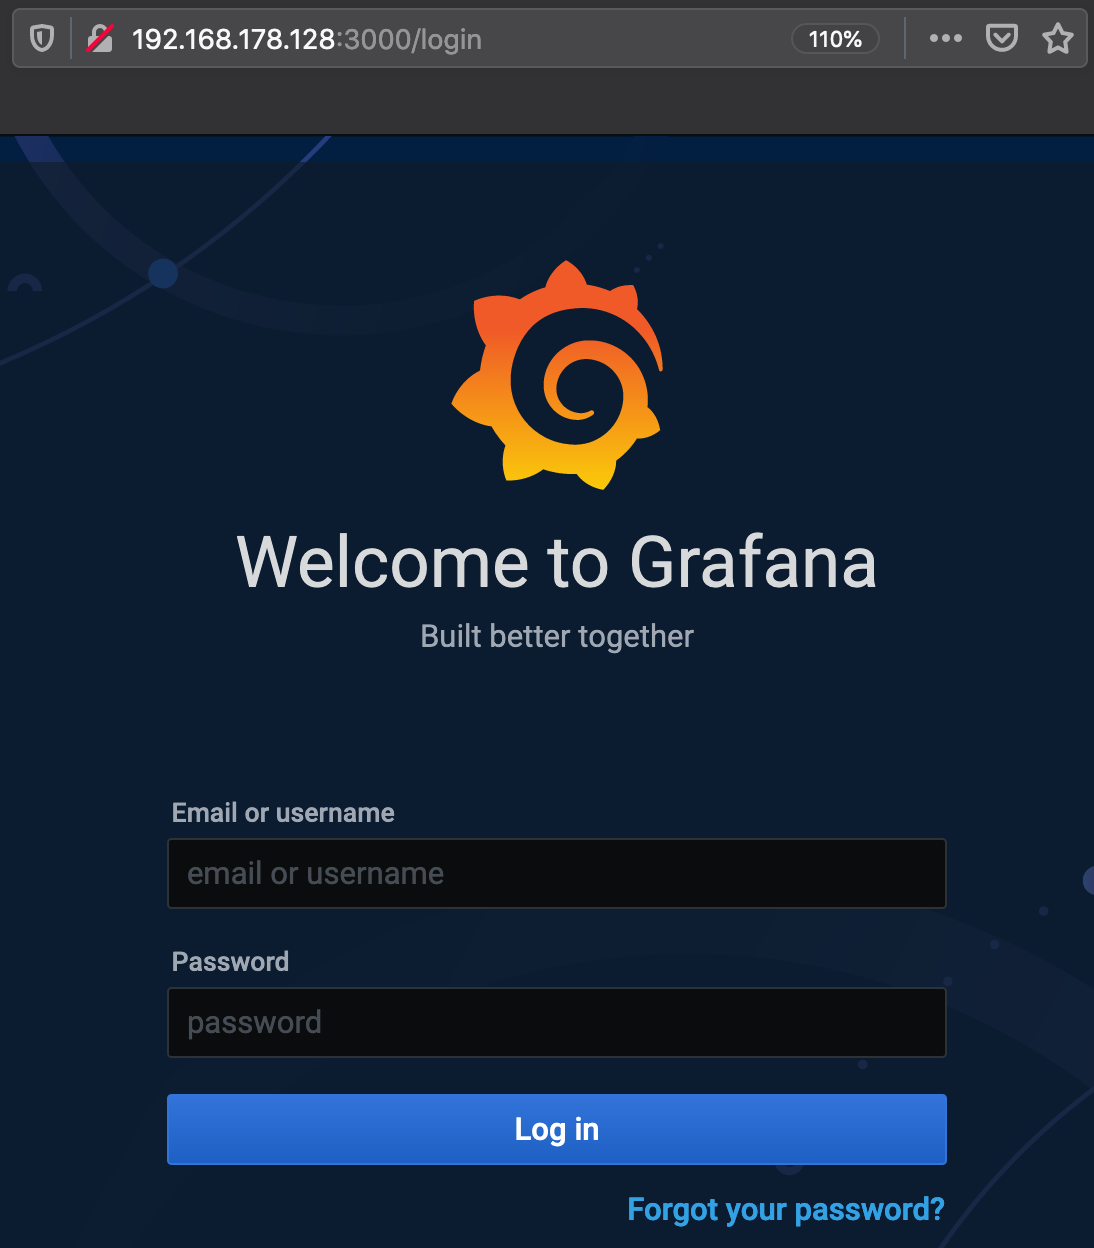 192.168.178.128:3000/login
110%
Welcome to Grafana
Built better together
Email or username
email or username
Password
password
Log in
Forgot your password?